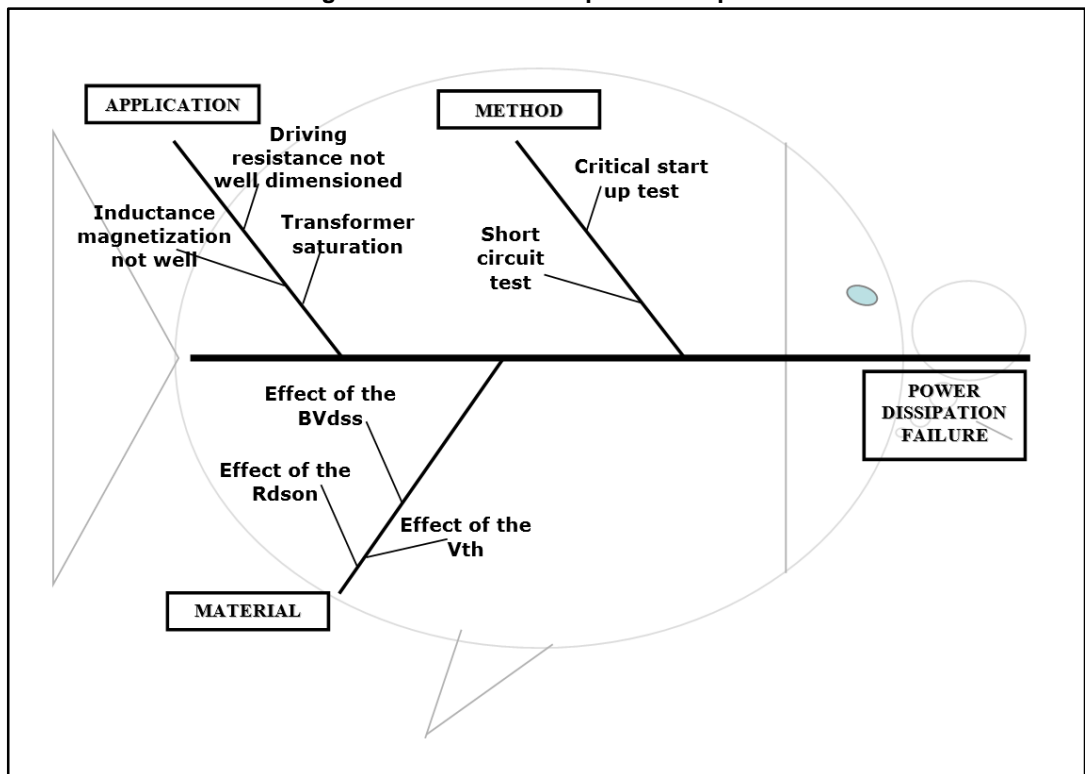 APPLICATION
METHOD
Driving
resistance not
well dimensioned
Critical start
up test
Inductance
magnetization
not well
Transformer
saturation
Short
circuit
test
POWER
DISSIPATION
FAILURE
Effect of the
BVdss
Effect of the
Rdson
Effect of the
Vth
MATERIAL